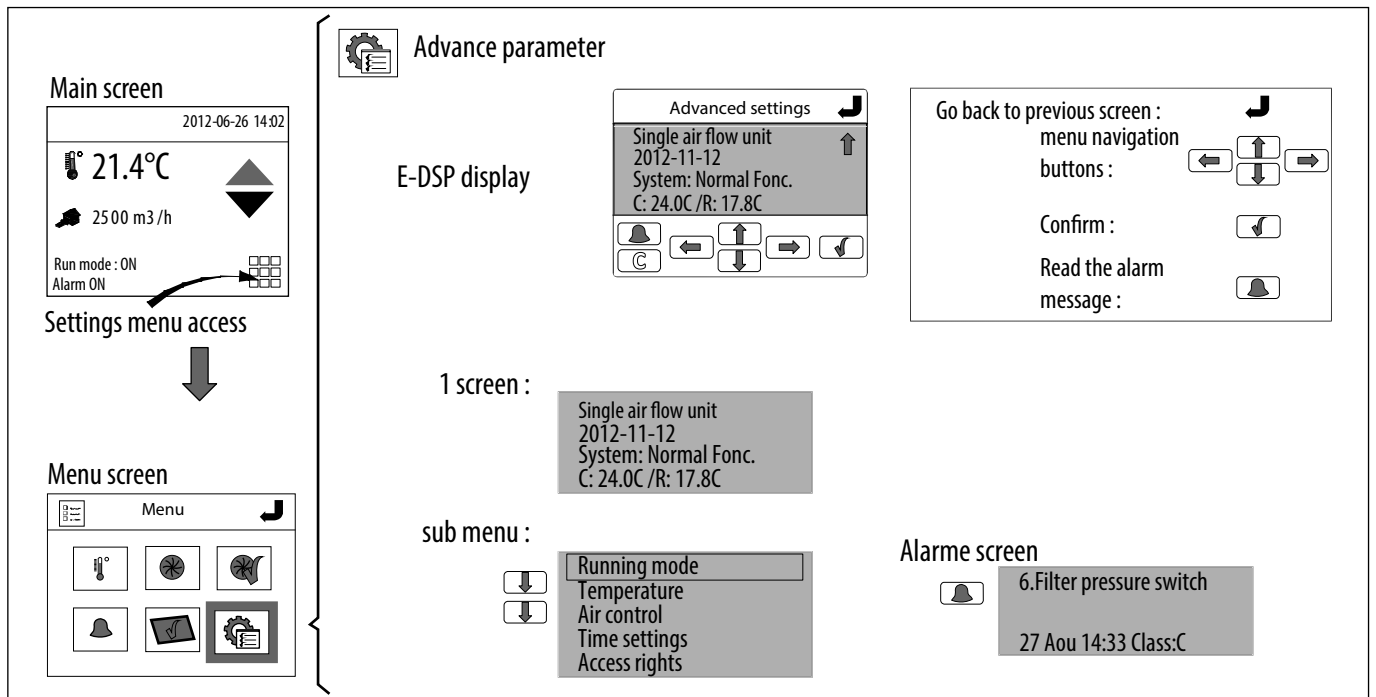 Advance parameter
Main screen
2012-06-26 14:02
21.4°C
2500 m3/h
Run mode : ON
Alarm ON
Settings menu access
Menu screen
Menu
E-DSP display
Advanced settings
Single air flow unit
2012-11-12
System: Normal Fonc.
C: 24.0C /R: 17.8C
C
Go back to previous screen :
menu navigation
buttons :
Confirm :
Read the alarm
message :
1 screen :
Single air flow unit
2012-11-12
System: Normal Fonc.
C: 24.0C /R: 17.8C
sub menu :
Running mode
Temperature
Air control
Time settings
Access rights
Alarme screen
6.Filter pressure switch
27 Aou 14:33 Class:C